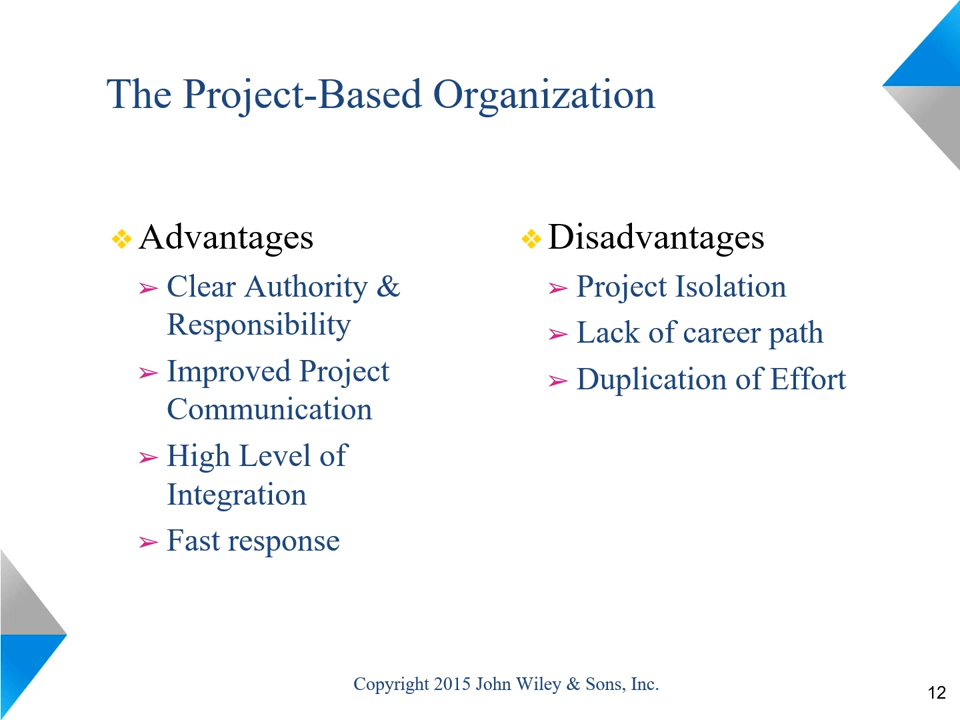 The Project-Based Organization
❖ Advantages
➢ Clear Authority &
Responsibility
➢ Improved Project
Communication
➢ High Level of
Integration
➢ Fast response
❖ Disadvantages
➢ Project Isolation
➢ Lack of career path
➢ Duplication of Effort
Copyright 2015 John Wiley & Sons, Inc.
12